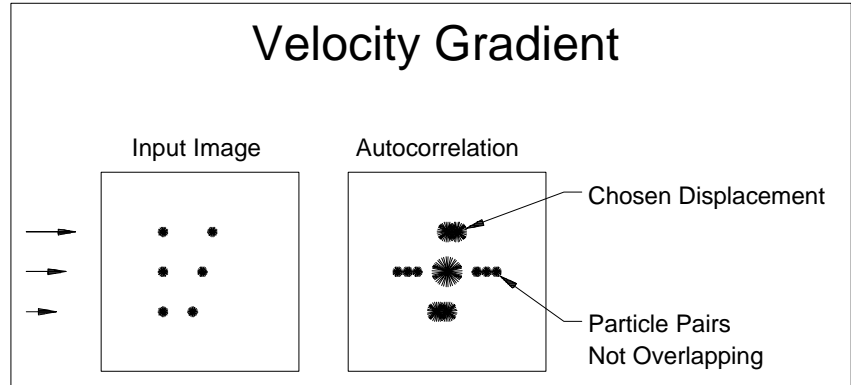 Velocity Gradient
Input Image
Autocorrelation
Chosen Displacement
Particle Pairs
Not Overlapping